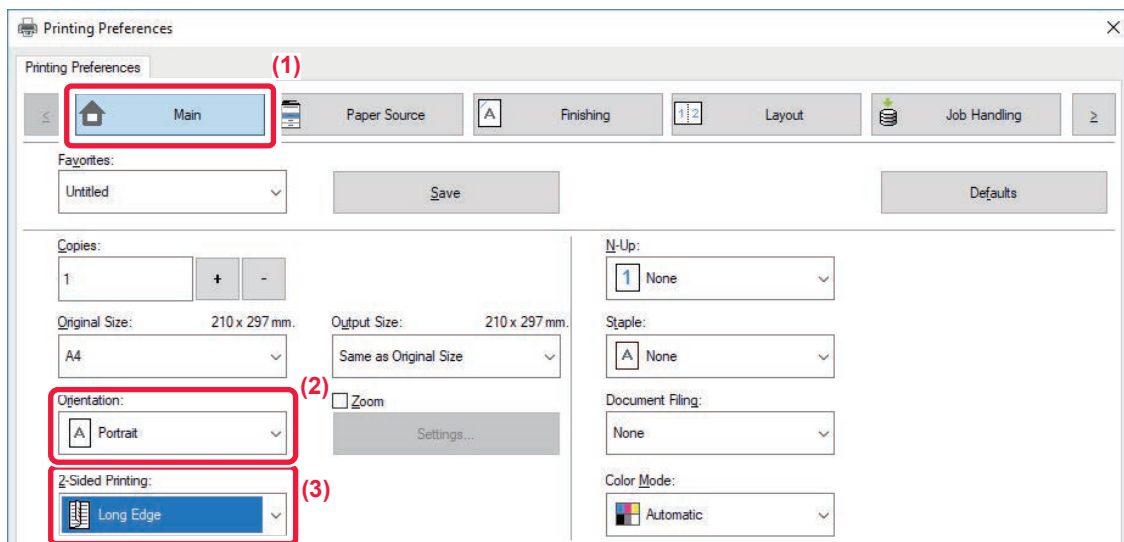 Printing Preferences
Printing Preferences
(1)
< Main Paper Source Finishing Layout Job Handling >
Favorites:
Untitled Save Defaults
Copies: N-Up:
1 + - 1 None
Original Size: 210 x 297 mm. Output Size: 210 x 297 mm. Staple:
A4 Same as Original Size A None
(2)
Orientation: Zoom Document Filing:
A Portrait Settings... None
2-Sided Printing: (3) Color Mode:
Long Edge Automatic